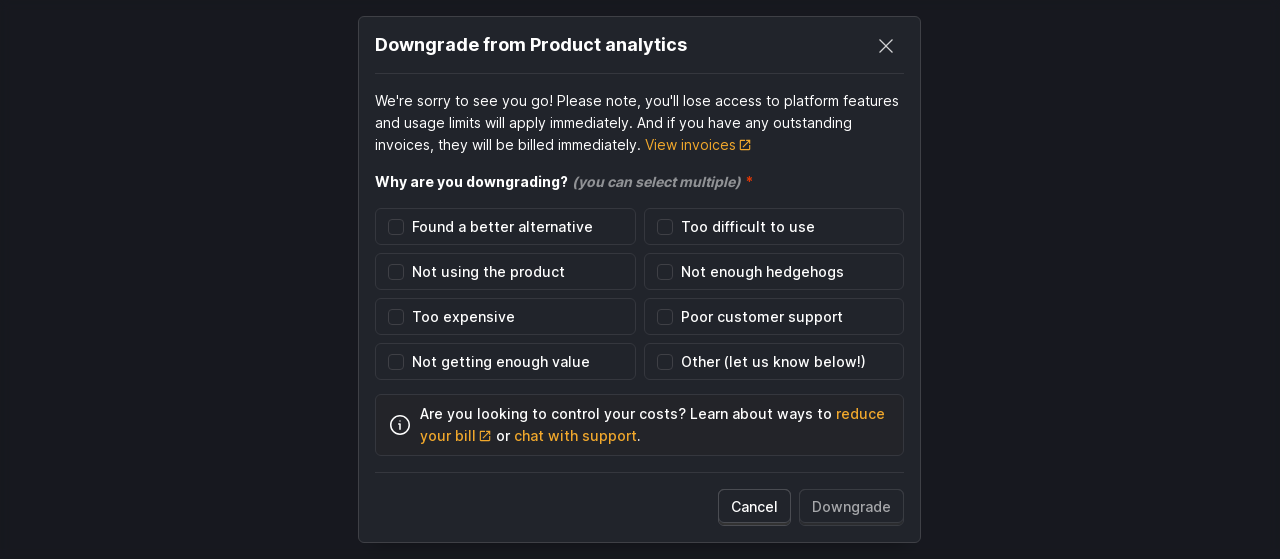 Downgrade from Product analytics
We're sorry to see you go! Please note, you'll lose access to platform features
and usage limits will apply immediately. And if you have any outstanding
invoices, they will be billed immediately. View invoices
Why are you downgrading? (you can select multiple) *
Found a better alternative
Too difficult to use
Not using the product
Not enough hedgehogs
Too expensive
Poor customer support
Not getting enough value
Other (let us know below!)
Are you looking to control your costs? Learn about ways to reduce
your bill or chat with support.
Cancel
Downgrade